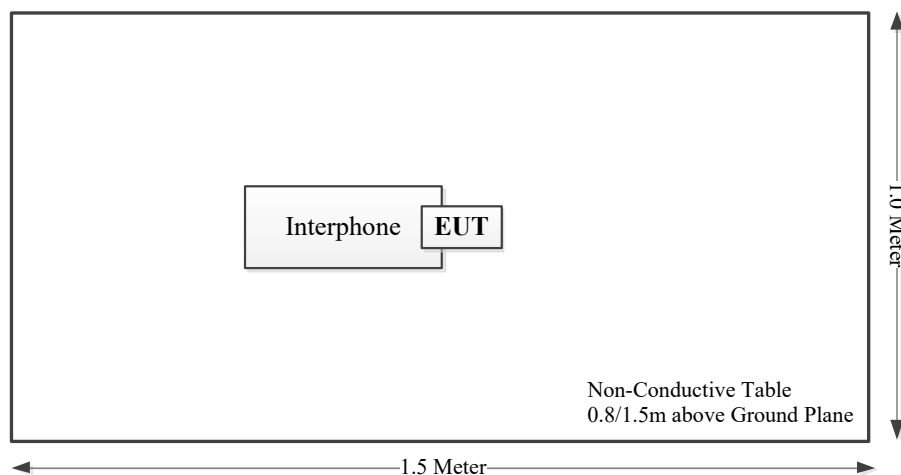 Interphone
EUT
1.0 Meter
Non-Conductive Table
0.8/1.5m above Ground Plane
1.5 Meter